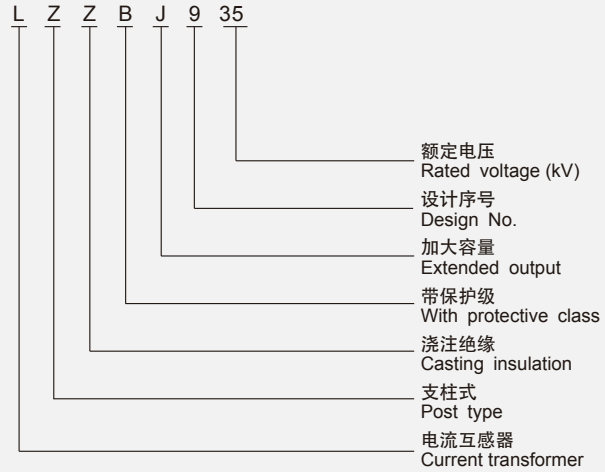 L Z Z B J 9 35
额定电压
Rated voltage (kV)
设计序号
Design No.
加大容量
Extended output
带保护级
With protective class
浇注绝缘
Casting insulation
支柱式
Post type
电流互感器
Current transformer